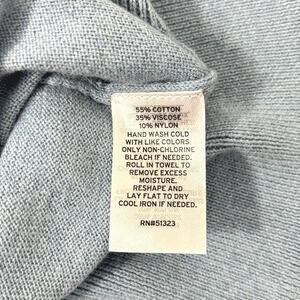 55% COTTON
35% VISCOSE
10% NYLON
HAND WASH COLD
WITH LIKE COLORS
ONLY NON-CHLORINE
BLEACH IF NEEDED.
ROLL IN TOWEL TO
REMOVE EXCESS
MOISTURE.
RESHAPE AND
LAY FLAT TO DRY
COOL IRON IF NEEDED.
RN#51323